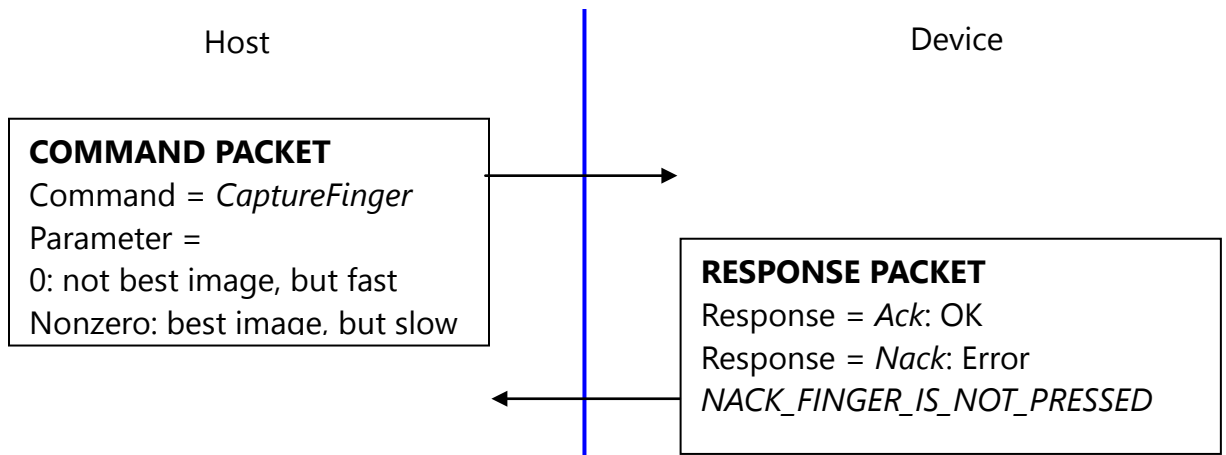 Host
Device
COMMAND PACKET
Command = CaptureFinger
Parameter =
0: not best image, but fast
Nonzero: best image, but slow
RESPONSE PACKET
Response = Ack: OK
Response = Nack: Error
NACK_FINGER_IS_NOT_PRESSED